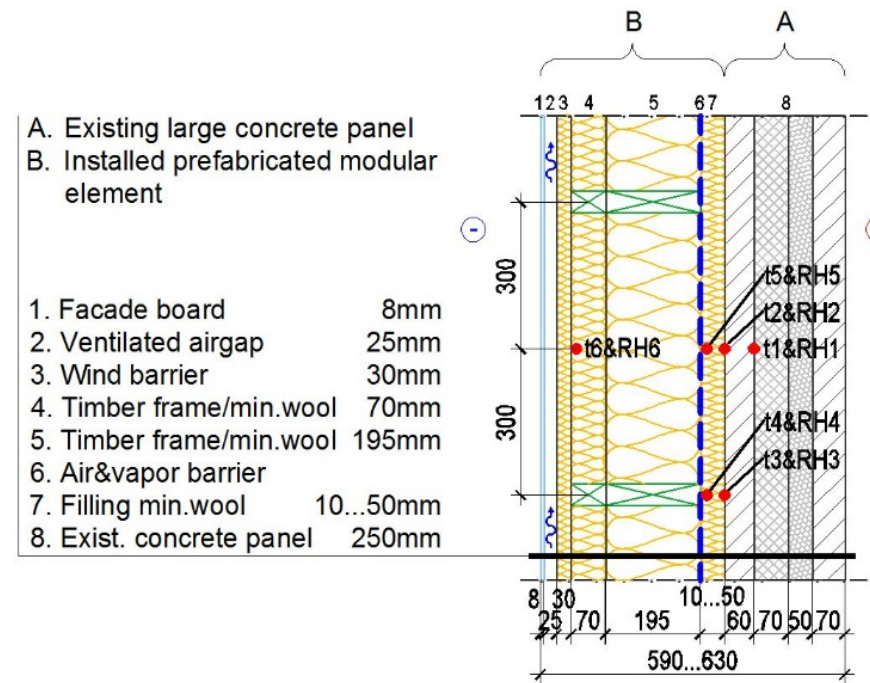 B A
A. Existing large concrete panel
B. Installed prefabricated modular
element
1. Facade board 8mm
2. Ventilated airgap 25mm
3. Wind barrier 30mm
4. Timber frame/min.wool 70mm
5. Timber frame/min.wool 195mm
6. Air&vapor barrier
7. Filling min.wool 10...50mm
8. Exist. concrete panel 250mm
1 2 3 4 5 6 7 8
-
300
300
t5&RH5
t2&RH2
t6&RH6 t1&RH1
t4&RH4
t3&RH3
8 30 10...50
25 70 195 60 70 50 70
590...630